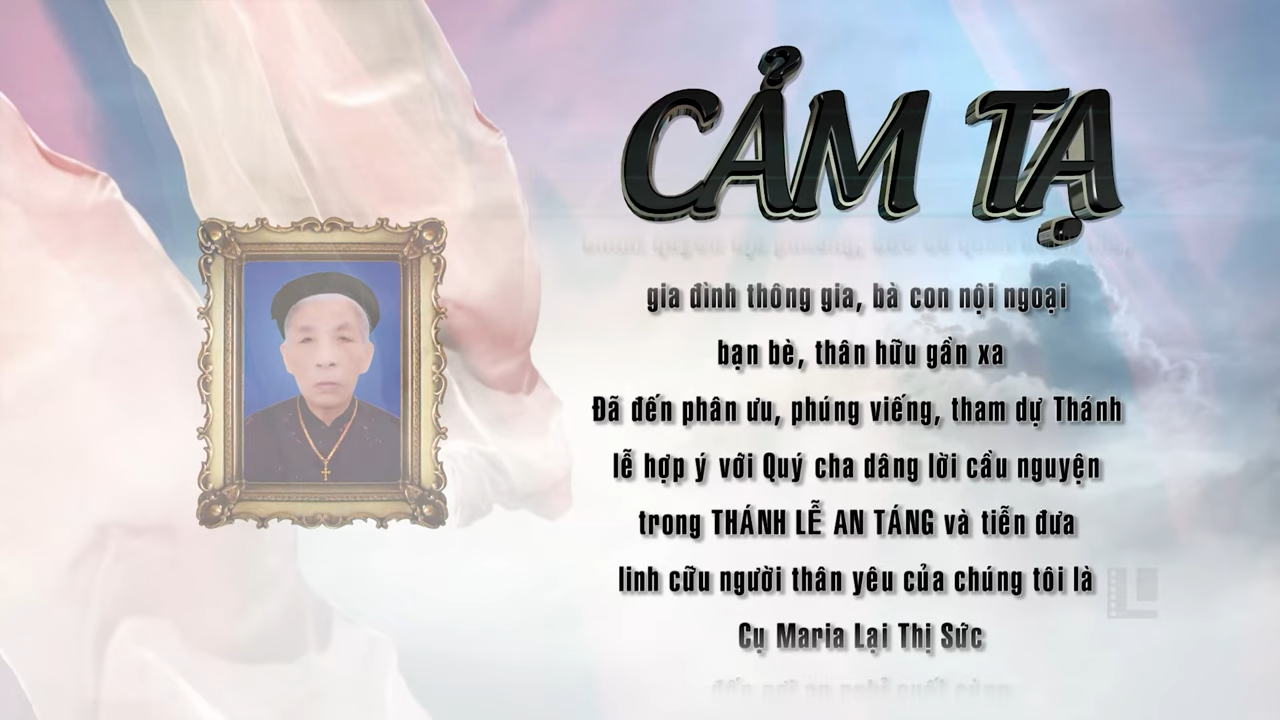 CẢM TẠ
gia đình thông gia, bà con nội ngoại
bạn bè, thân hữu gần xa
Đã đến phân ưu, phúng viếng, tham dự Thánh
lễ hợp ý với Quý cha dâng lời cầu nguyện
trong THÁNH LỄ AN TÁNG và tiễn đưa
linh cữu người thân yêu của chúng tôi là
Cụ Maria Lại Thị Sức